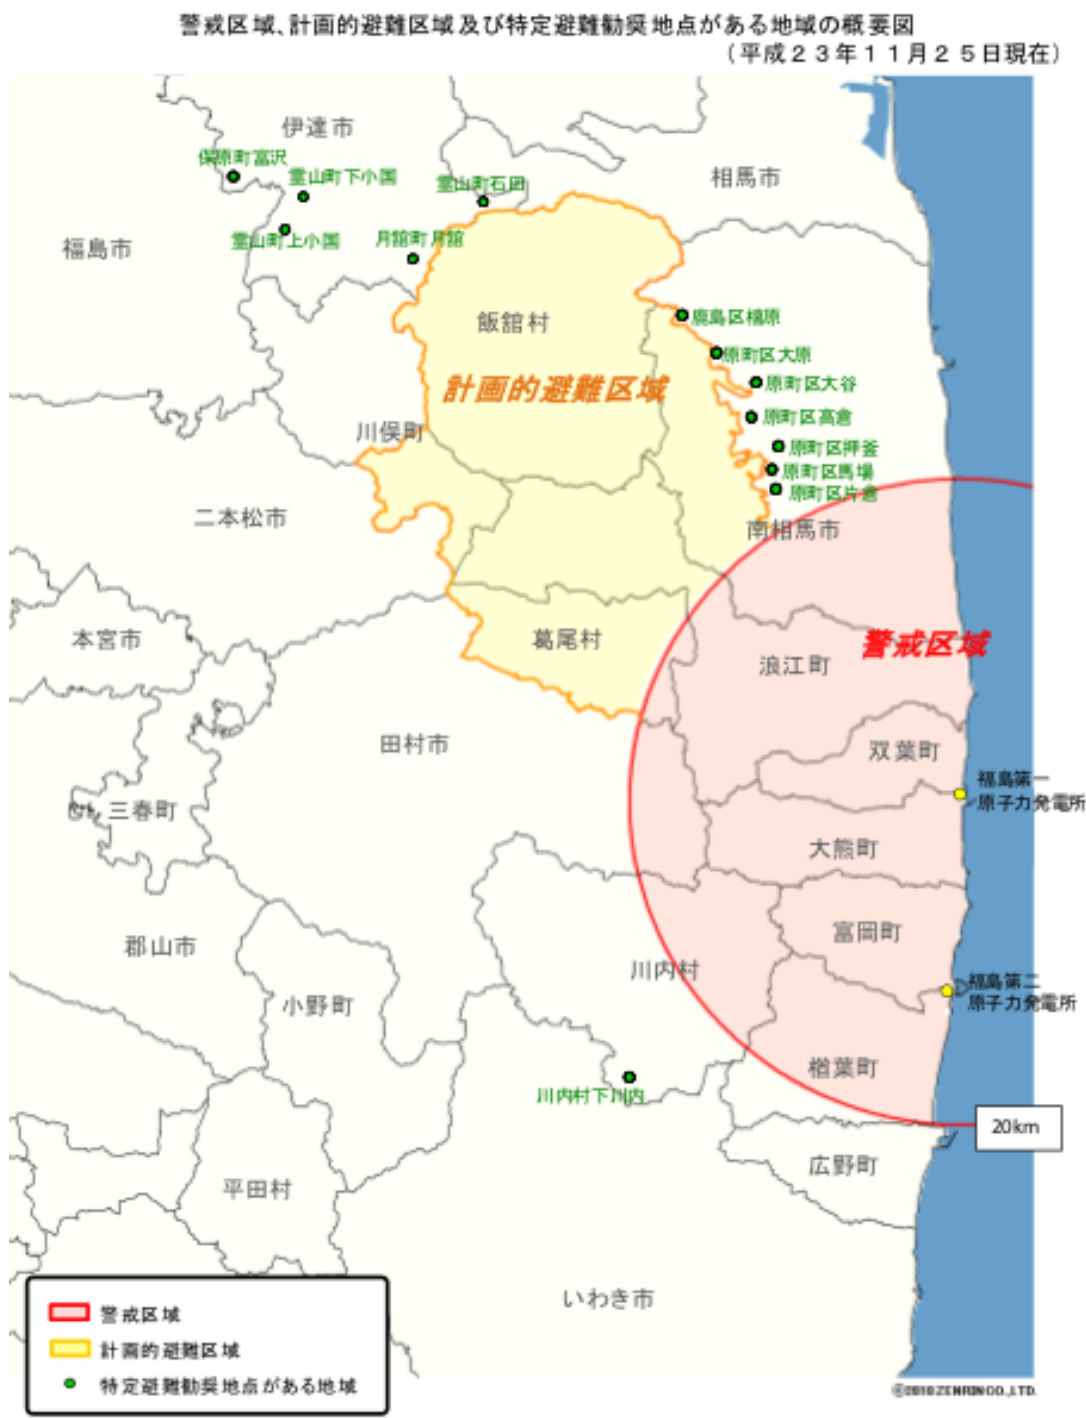 警戒区域、計画的避難区域及び特定避難勧奨地点がある地域の概要図
（平成２３年１１月２５日現在）
伊達市
保原町富沢
霊山町下小国
霊山町石田
相馬市
霊山町上小国
月舘町月舘
福島市
飯舘村
鹿島区橲原
原町区大原
計画的避難区域
原町区大谷
原町区高倉
川俣町
原町区押釜
原町区馬場
原町区片倉
二本松市
南相馬市
本宮市
葛尾村
警戒区域
浪江町
田村市
双葉町
福島第一
原子力発電所
三春町
大熊町
郡山市
富岡町
川内村
福島第二
原子力発電所
小野町
楢葉町
川内村下川内
20km
広野町
平田村
いわき市
警戒区域
計画的避難区域
特定避難勧奨地点がある地域
©2010ZENRINCO.,LTD.